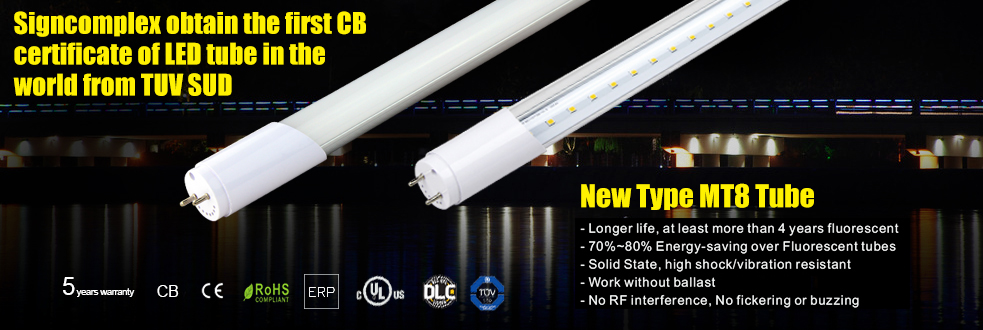 Signcomplex obtain the first CB
certificate of LED tube in the
world from TUV SUD
New Type MT8 Tube
- Longer life, at least more than 4 years fluorescent
- 70%~80% Energy-saving over Fluorescent tubes
- Solid State, high shock/vibration resistant
- Work without ballast
- No RF interference, No fickering or buzzing
5 years warranty
CB
CE
RoHS
COMPLIANT
ERP
C UL US
DLC
TÜV